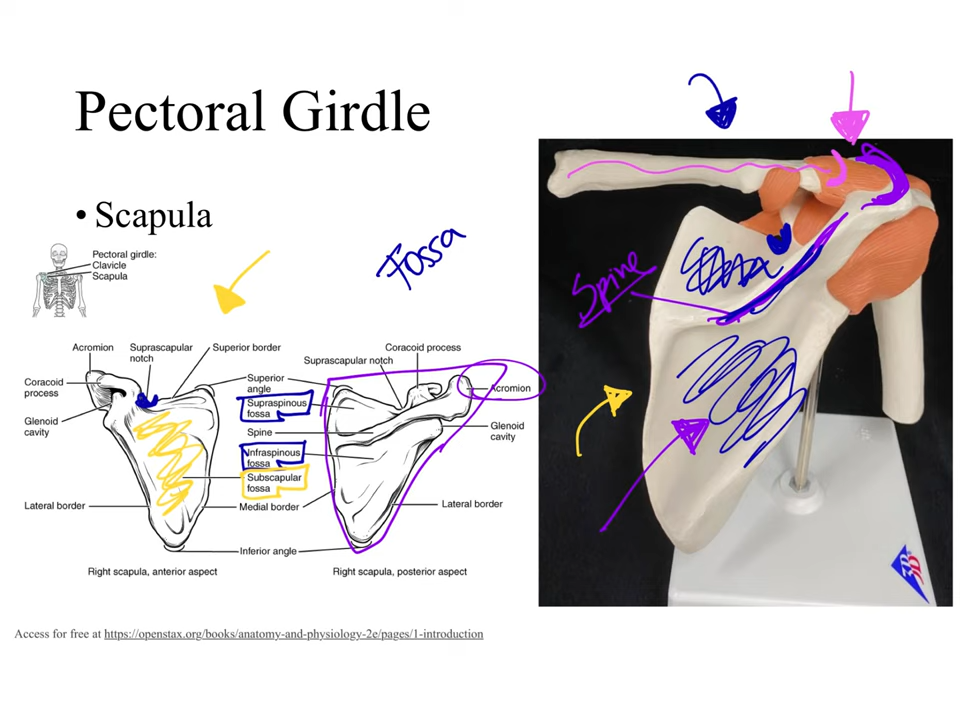 Pectoral Girdle
• Scapula
Pectoral girdle:
Clavicle
Scapula
Fossa
Spine
Acromion
Suprascapular
notch
Superior border
Coracoid
process
Glenoid
cavity
Lateral border
Superior
angle
Supraspinous
fossa
Spine
Infraspinous
fossa
Subscapular
fossa
Medial border
Inferior angle
Suprascapular notch
Coracoid process
Acromion
Glenoid
cavity
Lateral border
Right scapula, anterior aspect
Right scapula, posterior aspect
3B
Access for free at https://openstax.org/books/anatomy-and-physiology-2e/pages/1-introduction